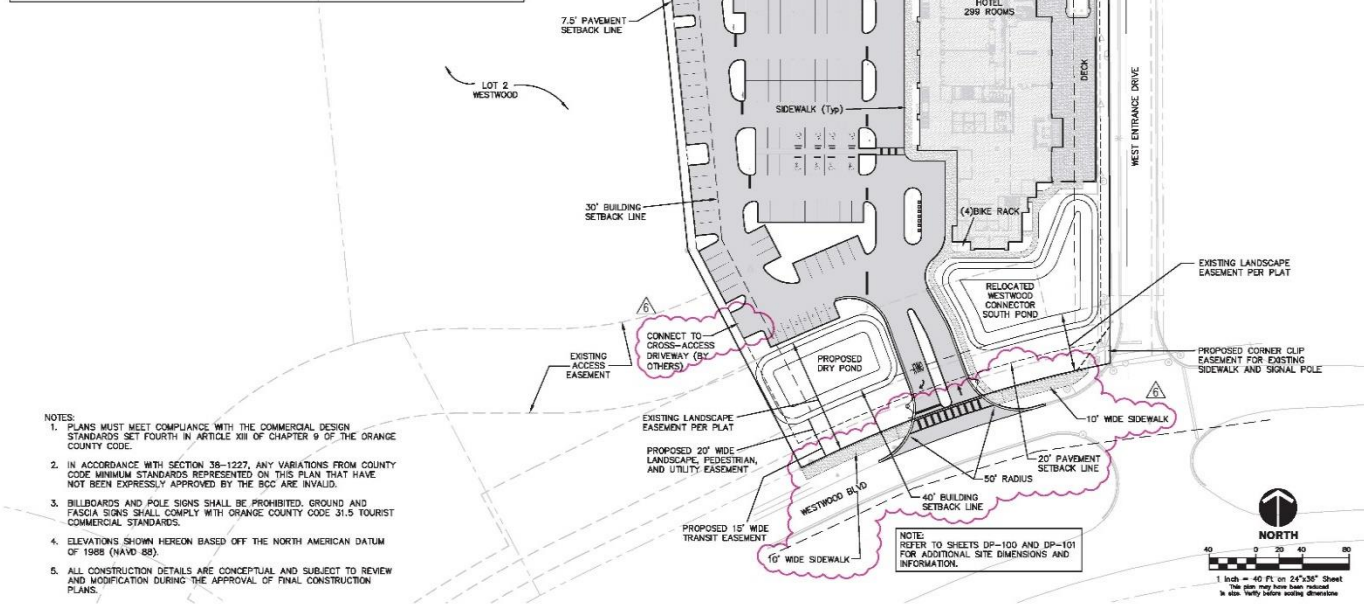 7.5' PAVEMENT
SETBACK LINE
HOTEL
299 ROOMS
LOT 2
WESTWOOD
DECK
WEST ENTRANCE DRIVE
SIDEWALK (Typ)
30' BUILDING
SETBACK LINE
(4)BIKE RACK
EXISTING LANDSCAPE
EASEMENT PER PLAT
RELOCATED
WESTWOOD
CONNECTOR
SOUTH POND
6
CONNECT TO
CROSS-ACCESS
DRIVEWAY (BY
OTHERS)
EXISTING
ACCESS
EASEMENT
PROPOSED
DRY POND
PROPOSED CORNER CLIP
EASEMENT FOR EXISTING
SIDEWALK AND SIGNAL POLE
6
EXISTING LANDSCAPE
EASEMENT PER PLAT
10' WIDE SIDEWALK
PROPOSED 20' WIDE
LANDSCAPE, PEDESTRIAN,
AND UTILITY EASEMENT
20' PAVEMENT
SETBACK LINE
50' RADIUS
WESTWOOD BLVD
40' BUILDING
SETBACK LINE
PROPOSED 15' WIDE
TRANSIT EASEMENT
10' WIDE SIDEWALK
NOTE:
REFER TO SHEETS DP-100 AND DP-101
FOR ADDITIONAL SITE DIMENSIONS AND
INFORMATION.
NOTES:
1. PLANS MUST MEET COMPLIANCE WITH THE COMMERCIAL DESIGN
STANDARDS SET FOURTH IN ARTICLE XIII OF CHAPTER 9 OF THE ORANGE
COUNTY CODE.
2. IN ACCORDANCE WITH SECTION 38-1227, ANY VARIATIONS FROM COUNTY
CODE MINIMUM STANDARDS REPRESENTED ON THIS PLAN THAT HAVE
NOT BEEN EXPRESSLY APPROVED BY THE BCC ARE INVALID.
3. BILLBOARDS AND POLE SIGNS SHALL BE PROHIBITED. GROUND AND
FASCIA SIGNS SHALL COMPLY WITH ORANGE COUNTY CODE 31.5 TOURIST
COMMERCIAL STANDARDS.
4. ELEVATIONS SHOWN HEREON BASED OFF THE NORTH AMERICAN DATUM
OF 1988 (NAVD 88).
5. ALL CONSTRUCTION DETAILS ARE CONCEPTUAL AND SUBJECT TO REVIEW
AND MODIFICATION DURING THE APPROVAL OF FINAL CONSTRUCTION
PLANS.
NORTH
40 0 20 40 80
1 inch = 40 Ft on 24"x36" Sheet
This plan may have been reduced
in size. Verify before scaling dimensions